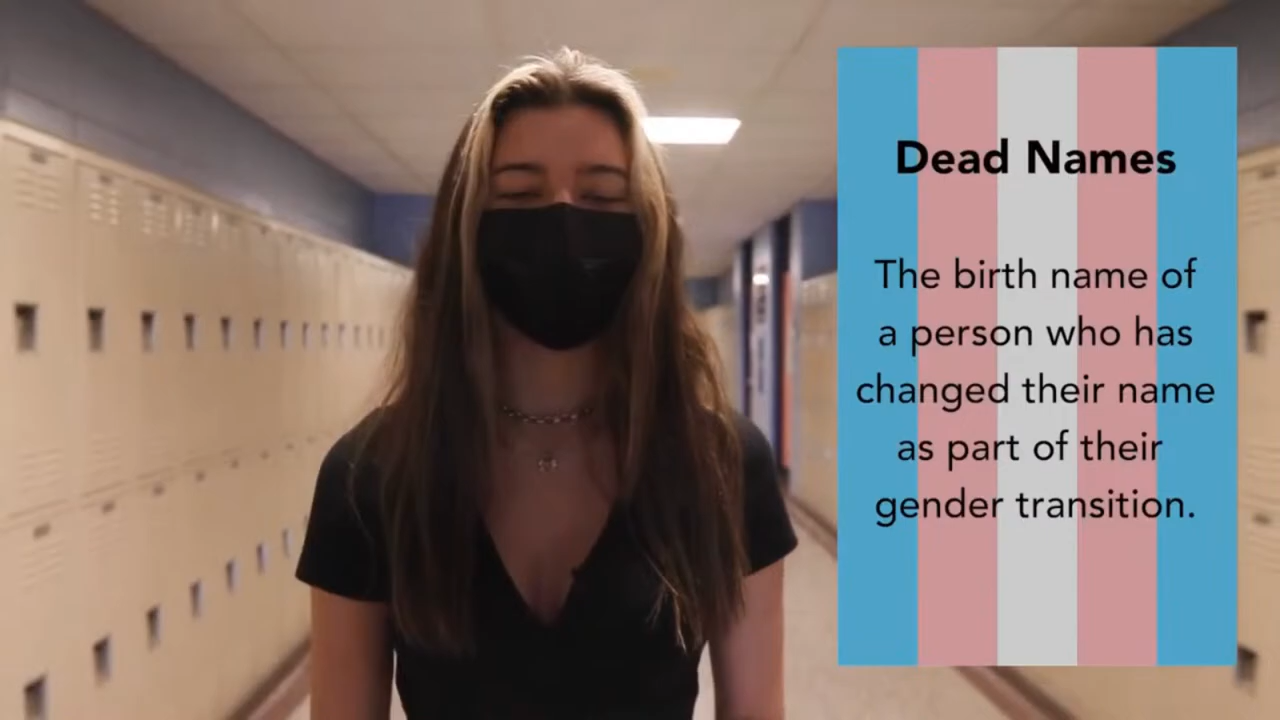 Dead Names
The birth name of
a person who has
changed their name
as part of their
gender transition.